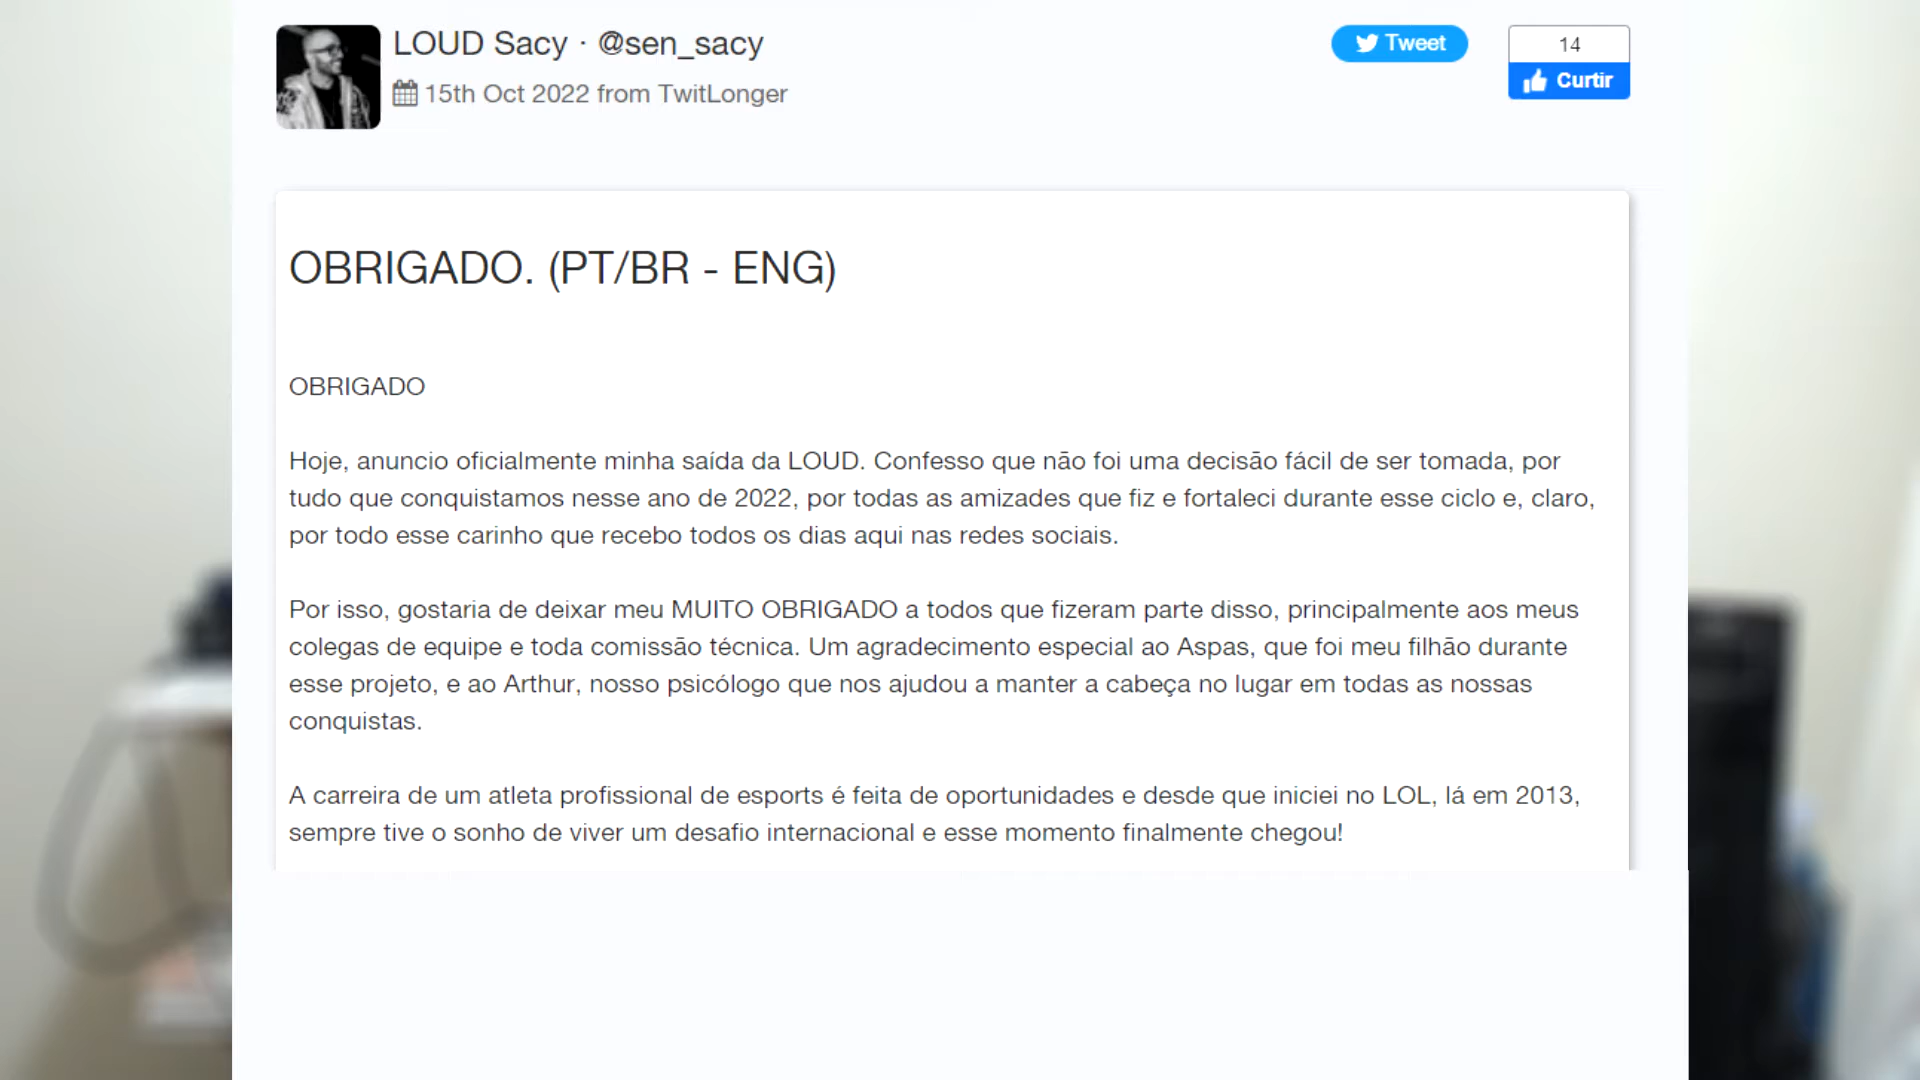 LOUD Sacy · @sen_sacy
15th Oct 2022 from TwitLonger
Tweet
14
Curtir
OBRIGADO. (PT/BR - ENG)
OBRIGADO
Hoje, anuncio oficialmente minha saída da LOUD. Confesso que não foi uma decisão fácil de ser tomada, por
tudo que conquistamos nesse ano de 2022, por todas as amizades que fiz e fortaleci durante esse ciclo e, claro,
por todo esse carinho que recebo todos os dias aqui nas redes sociais.
Por isso, gostaria de deixar meu MUITO OBRIGADO a todos que fizeram parte disso, principalmente aos meus
colegas de equipe e toda comissão técnica. Um agradecimento especial ao Aspas, que foi meu filhão durante
esse projeto, e ao Arthur, nosso psicólogo que nos ajudou a manter a cabeça no lugar em todas as nossas
conquistas.
A carreira de um atleta profissional de esports é feita de oportunidades e desde que iniciei no LOL, lá em 2013,
sempre tive o sonho de viver um desafio internacional e esse momento finalmente chegou!